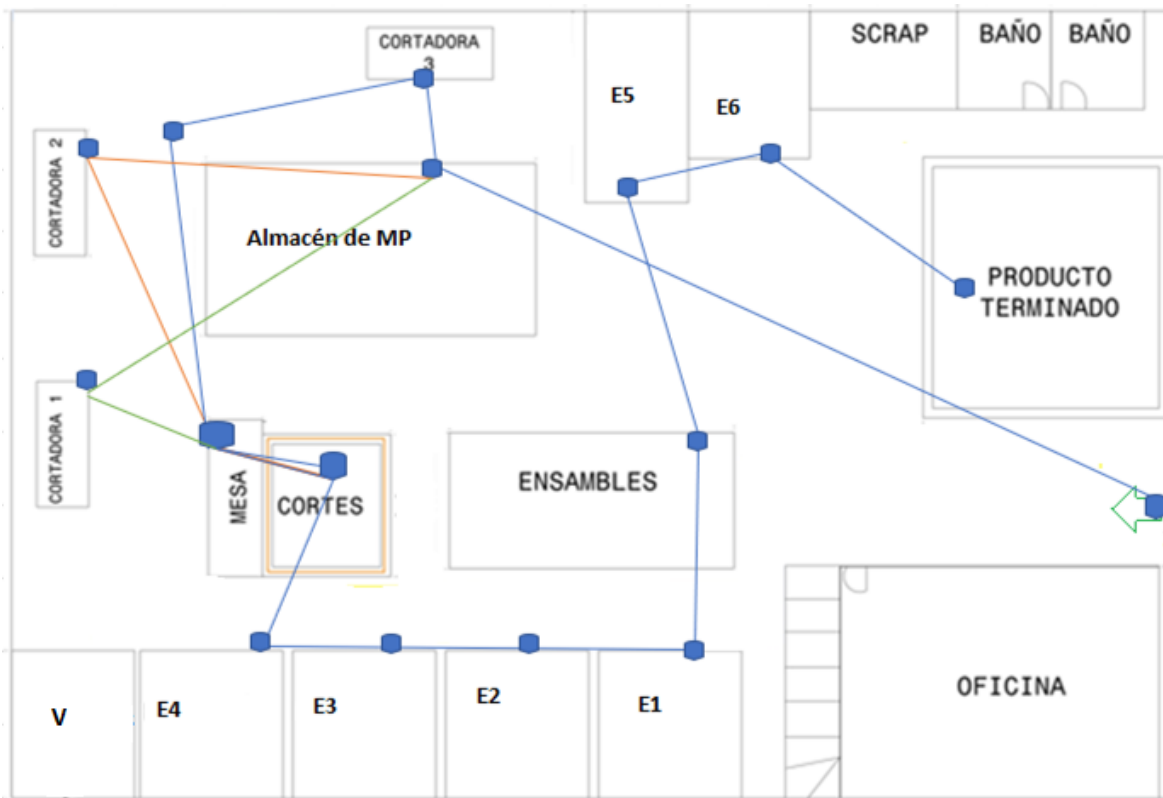 CORTADORA
3
SCRAP
BAÑO
BAÑO
E5
E6
CORTADORA 2
Almacén de MP
PRODUCTO
TERMINADO
CORTADORA 1
MESA
CORTES
ENSAMBLES
V
E4
E3
E2
E1
OFICINA